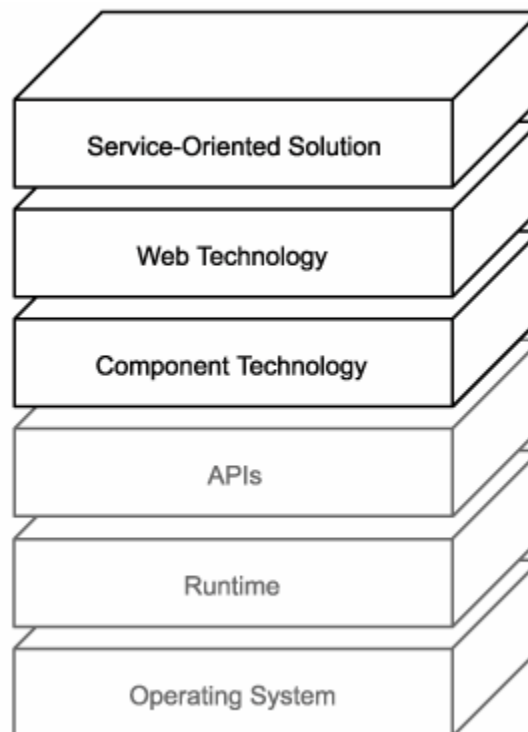 Service-Oriented Solution
Web Technology
Component Technology
APIs
Runtime
Operating System